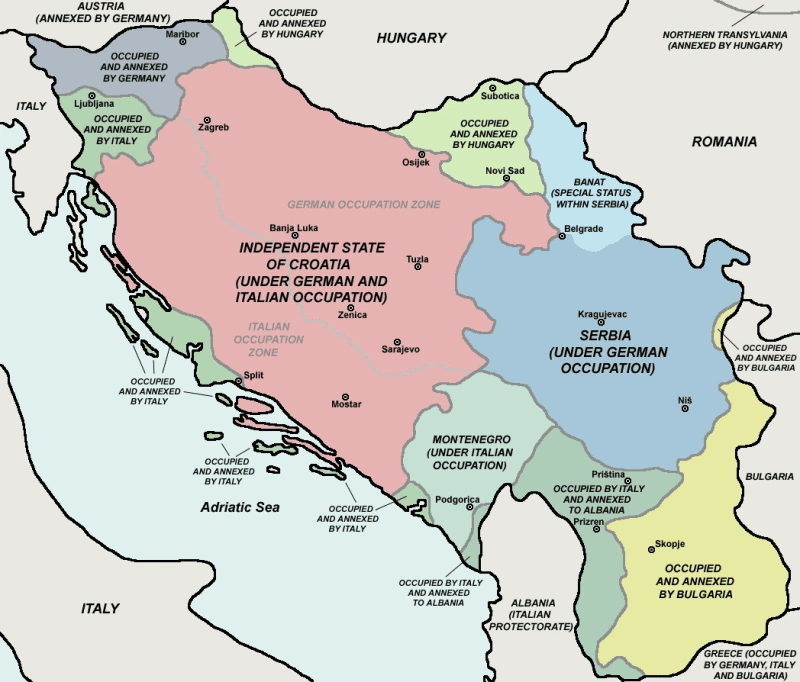 AUSTRIA
(ANNEXED BY GERMANY)
OCCUPIED
AND ANNEXED
BY HUNGARY
HUNGARY
NORTHERN TRANSYLVANIA
(ANNEXED BY HUNGARY)
Maribor
OCCUPIED
AND ANNEXED
BY GERMANY
ITALY
Ljubljana
OCCUPIED
AND ANNEXED
BY ITALY
Zagreb
Subotica
OCCUPIED
AND ANNEXED
BY HUNGARY
Osijek
Novi Sad
ROMANIA
BANAT
(SPECIAL STATUS
WITHIN SERBIA)
GERMAN OCCUPATION ZONE
Banja Luka
Belgrade
INDEPENDENT STATE
OF CROATIA
(UNDER GERMAN AND
ITALIAN OCCUPATION)
Tuzla
Zenica
Kragujevac
SERBIA
(UNDER GERMAN
OCCUPATION)
ITALIAN
OCCUPATION
ZONE
Sarajevo
OCCUPIED
AND ANNEXED
BY BULGARIA
OCCUPIED
AND ANNEXED
BY ITALY
Split
Mostar
Niš
MONTENEGRO
(UNDER ITALIAN
OCCUPATION)
OCCUPIED
AND ANNEXED
BY ITALY
BULGARIA
Priština
OCCUPIED BY ITALY
AND ANNEXED
TO ALBANIA
Prizren
Adriatic Sea
OCCUPIED
AND ANNEXED
BY ITALY
Podgorica
Skopje
OCCUPIED
AND ANNEXED
BY BULGARIA
OCCUPIED BY ITALY
AND ANNEXED
TO ALBANIA
ITALY
ALBANIA
(ITALIAN
PROTECTORATE)
GREECE (OCCUPIED
BY GERMANY, ITALY
AND BULGARIA)